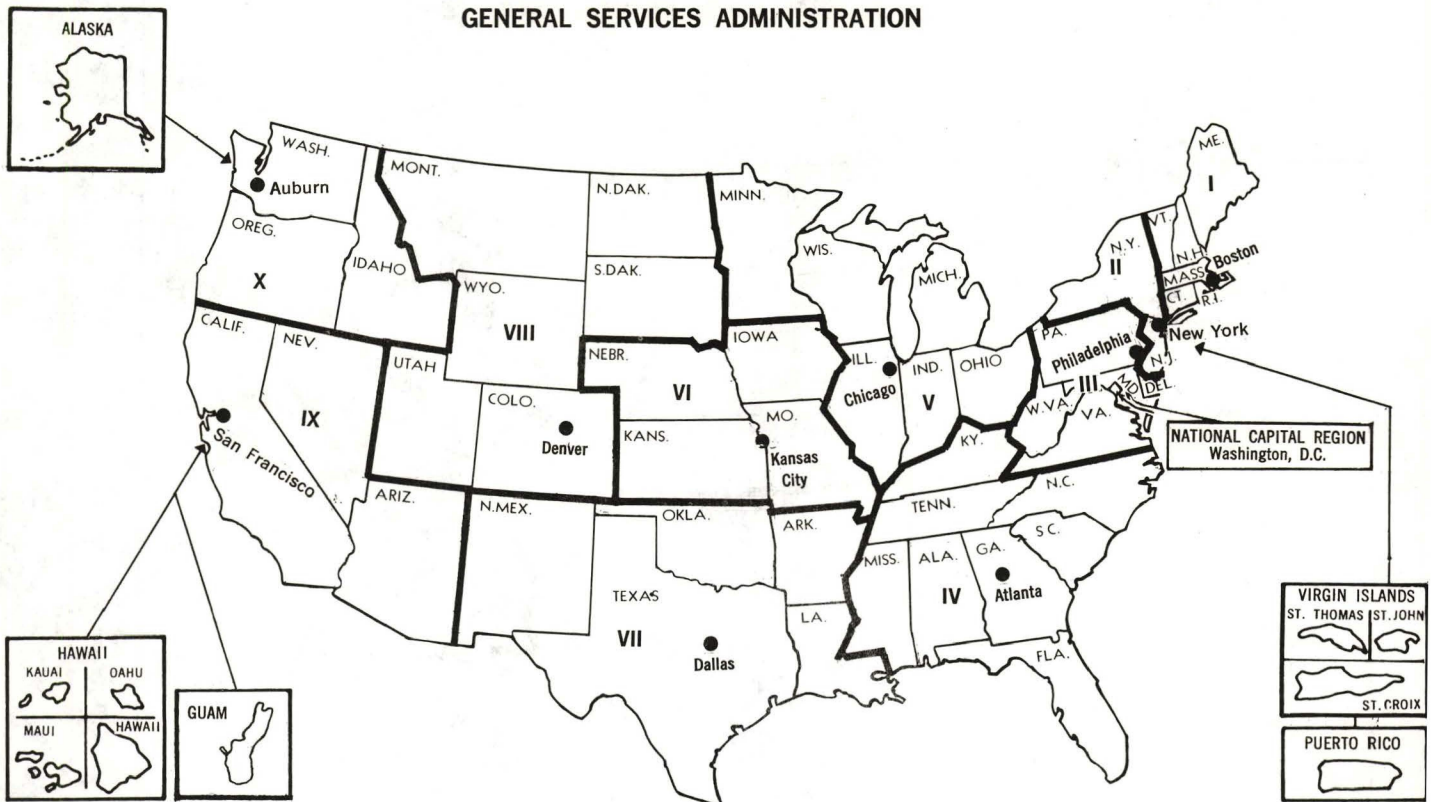 GENERAL SERVICES ADMINISTRATION
ALASKA
WASH.
Auburn
OREG.
X
IDAHO
MONT.
N.DAK.
S.DAK.
WYO.
VIII
MINN.
WIS.
MICH.
ME.
I
VT.
N.H.
N.Y.
II
MASS.
Boston
CT.
R.I.
New York
CALIF.
NEV.
IX
San Francisco
UTAH
COLO.
Denver
NEBR.
VI
KANS.
IOWA
MO.
Kansas
City
ILL.
Chicago
IND.
V
OHIO
PA.
Philadelphia
N.J.
III
MD.
DEL.
W.VA.
VA.
KY.
NATIONAL CAPITAL REGION
Washington, D.C.
ARIZ.
N.MEX.
OKLA.
ARK.
TENN.
N.C.
S.C.
MISS.
ALA.
GA.
IV
Atlanta
TEXAS
VII
Dallas
LA.
FLA.
HAWAII
KAUAI
OAHU
MAUI
HAWAII
GUAM
VIRGIN ISLANDS
ST. THOMAS
ST.JOHN
ST.CROIX
PUERTO RICO